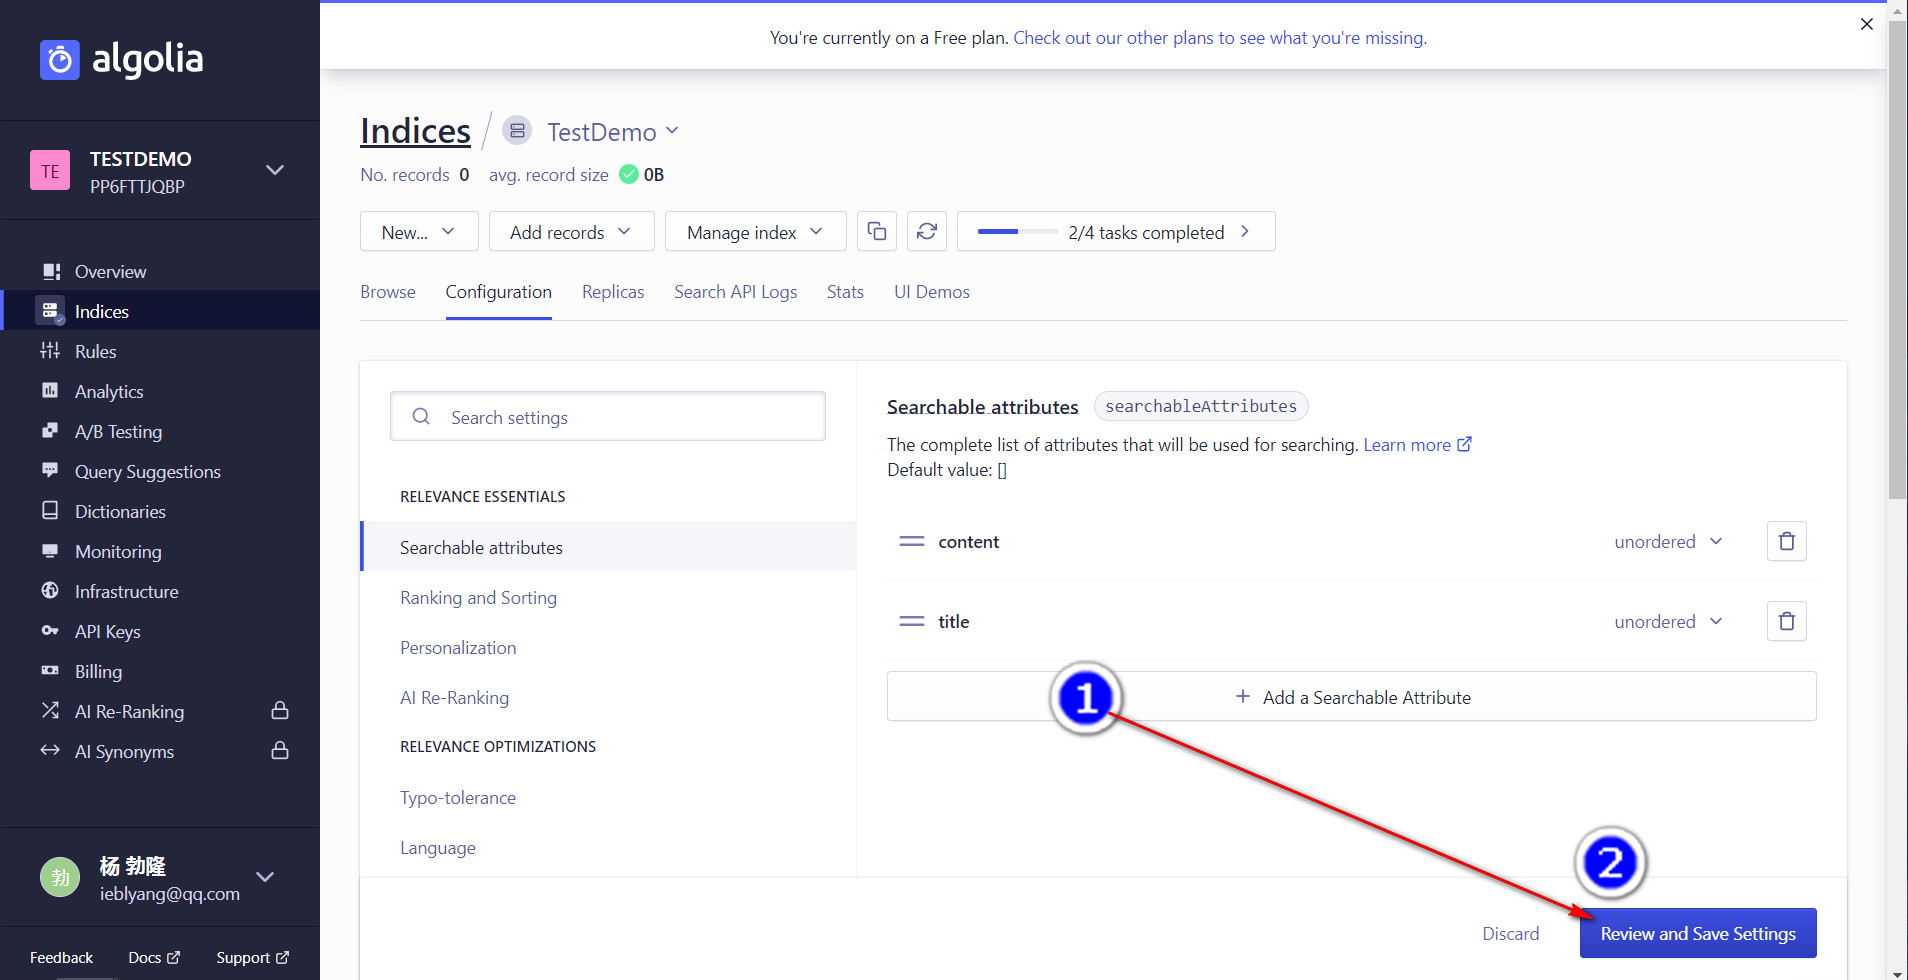 algolia
TE
TESTDEMO
PP6FTTJQBP
Overview
Indices
Rules
Analytics
A/B Testing
Query Suggestions
Dictionaries
Monitoring
Infrastructure
API Keys
Billing
AI Re-Ranking
AI Synonyms
勃
杨 勃隆
ieblyang@qq.com
Feedback Docs Support
You're currently on a Free plan. Check out our other plans to see what you're missing.
Indices / TestDemo
No. records 0 avg. record size 0B
New... Add records Manage index 2/4 tasks completed
Browse Configuration Replicas Search API Logs Stats UI Demos
Search settings
RELEVANCE ESSENTIALS
Searchable attributes
Ranking and Sorting
Personalization
AI Re-Ranking
RELEVANCE OPTIMIZATIONS
Typo-tolerance
Language
Searchable attributes searchableAttributes
The complete list of attributes that will be used for searching. Learn more
Default value: []
content unordered
title unordered
1
+ Add a Searchable Attribute
2
Discard Review and Save Settings